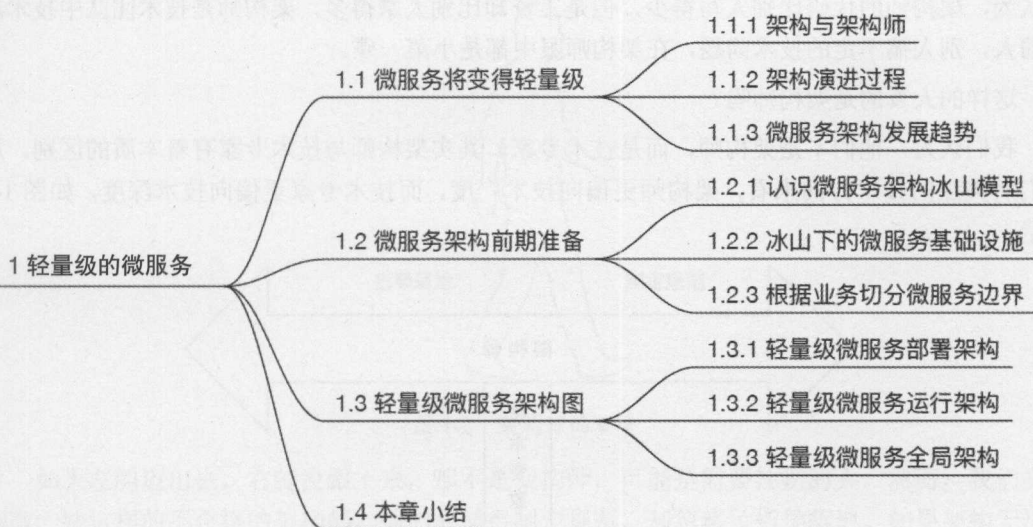 1 轻量级的微服务
1.1 微服务将变得轻量级
1.1.1 架构与架构师
1.1.2 架构演进过程
1.1.3 微服务架构发展趋势
1.2 微服务架构前期准备
1.2.1 认识微服务架构冰山模型
1.2.2 冰山下的微服务基础设施
1.2.3 根据业务切分微服务边界
1.3 轻量级微服务架构图
1.3.1 轻量级微服务部署架构
1.3.2 轻量级微服务运行架构
1.3.3 轻量级微服务全局架构
1.4 本章小结